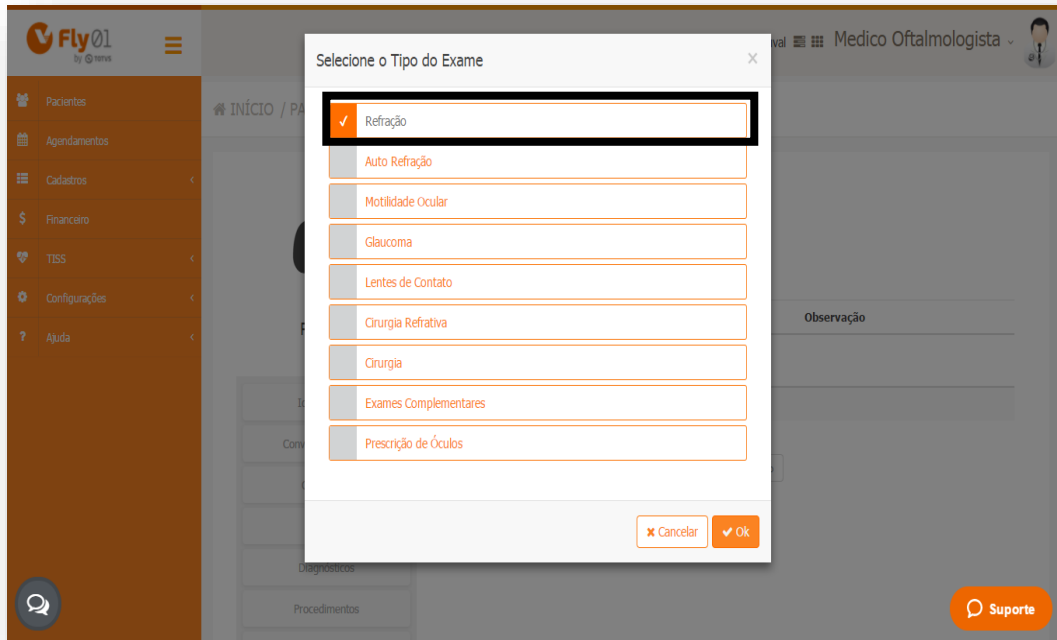 Fly01
by nenvs
Medico Oftalmologista
Pacientes
Agendamentos
Cadastros
Financeiro
TISS
Configurações
Ajuda
INÍCIO /
Selecione o Tipo do Exame
Refração
Auto Refração
Motilidade Ocular
Glaucoma
Lentes de Contato
Cirurgia Refrativa
Cirurgia
Exames Complementares
Prescrição de Óculos
Cancelar
Ok
Observação
Diagnósticos
Procedimentos
Suporte